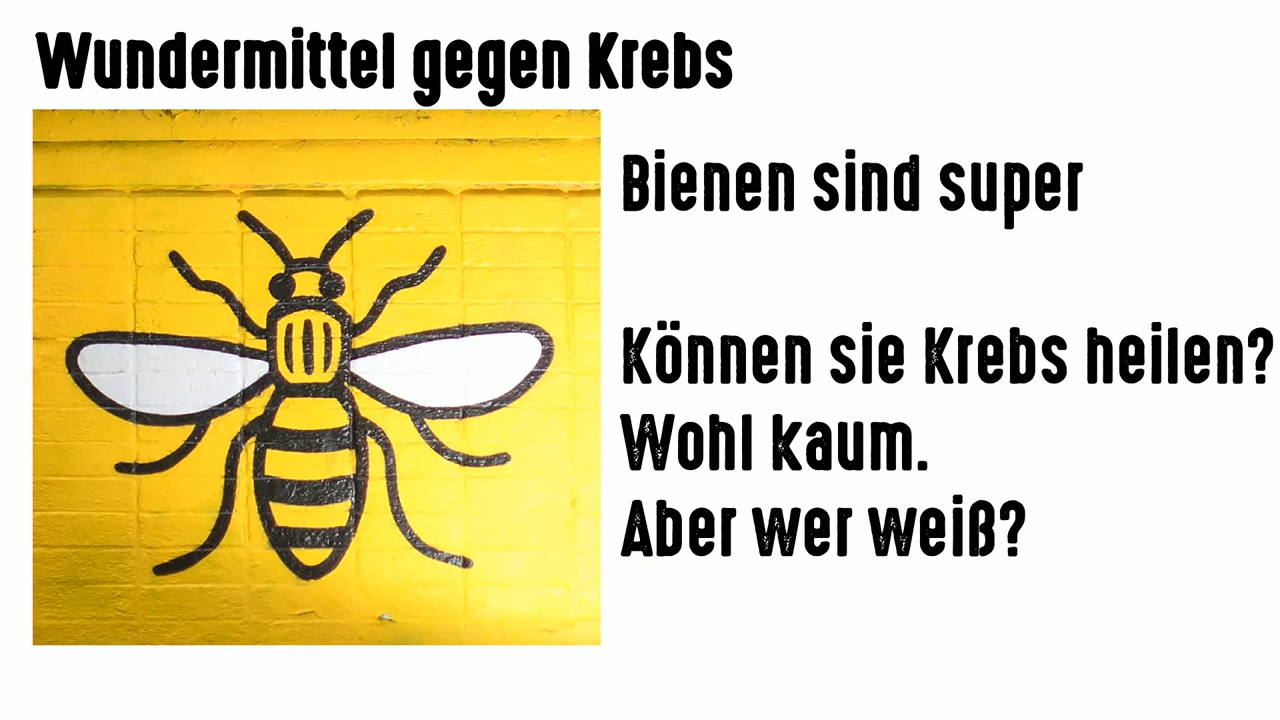 Wundermittel gegen Krebs
Bienen sind super
Können sie Krebs heilen?
Wohl kaum.
Aber wer weiß?